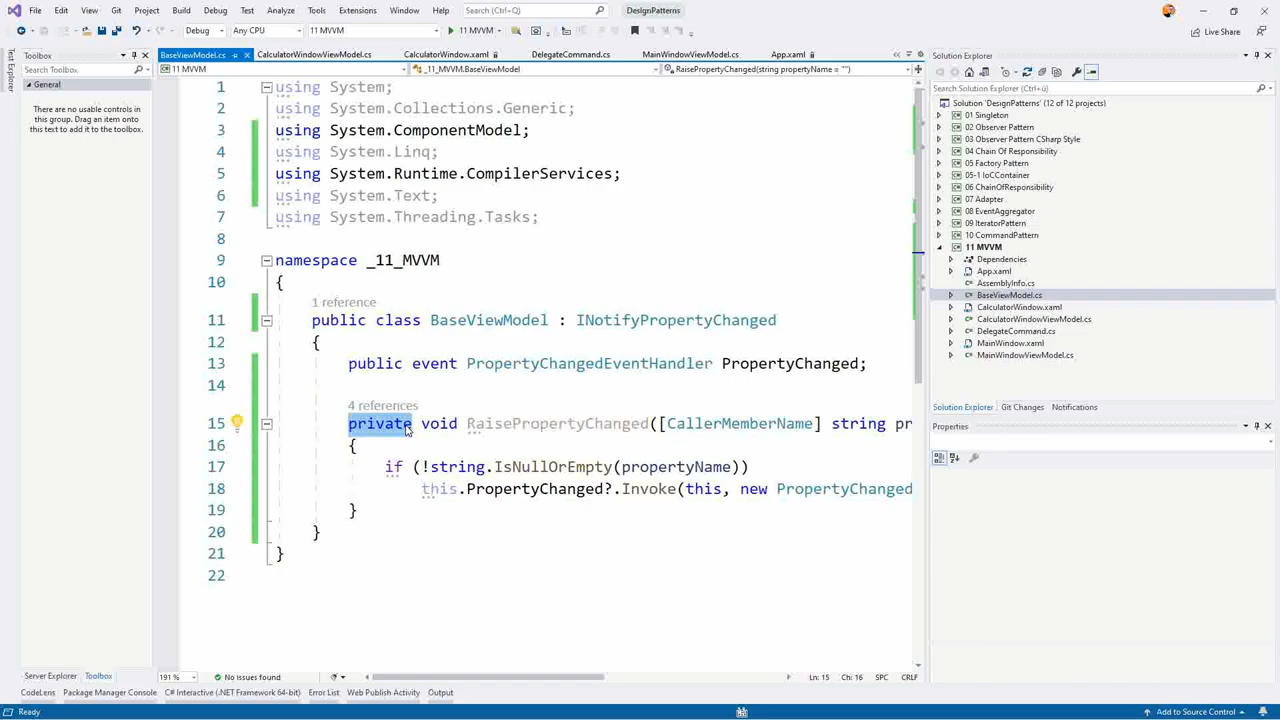 File Edit View Git Project Build Debug Test Analyze Tools Extensions Window Help Search (Ctrl+Q) DesignPatterns
Debug Any CPU 11 MVVM 11 MVVM Live Share
Test Explorer
Toolbox
Search Toolbox
General
There are no usable controls in
this group. Drag an item onto
this text to add it to the toolbox.
BaseViewModel.cs CalculatorWindowViewModel.cs CalculatorWindow.xaml DelegateCommand.cs MainWindowViewModel.cs App.xaml
11 MVVM _11_MVVM.BaseViewModel RaisePropertyChanged(string propertyName = "")
1 using System;
2 using System.Collections.Generic;
3 using System.ComponentModel;
4 using System.Linq;
5 using System.Runtime.CompilerServices;
6 using System.Text;
7 using System.Threading.Tasks;
8
9 namespace _11_MVVM
10 {
1 reference
11 public class BaseViewModel : INotifyPropertyChanged
12 {
13 public event PropertyChangedEventHandler PropertyChanged;
14
4 references
15 private void RaisePropertyChanged([CallerMemberName] string pr
16 {
17 if (!string.IsNullOrEmpty(propertyName))
18 this.PropertyChanged?.Invoke(this, new PropertyChanged
19 }
20 }
21 }
22
191 % No issues found Ln: 15 Ch: 16 SPC CRLF
Solution Explorer
Search Solution Explorer (Ctrl+ü)
Solution 'DesignPatterns' (12 of 12 projects)
01 Singleton
02 Observer Pattern
03 Observer Pattern CSharp Style
04 Chain Of Responsibility
05 Factory Pattern
05-1 IoCContainer
06 ChainOfResponsibility
07 Adapter
08 EventAggregator
09 IteratorPattern
10 CommandPattern
11 MVVM
Dependencies
App.xaml
AssemblyInfo.cs
BaseViewModel.cs
CalculatorWindow.xaml
CalculatorWindowViewModel.cs
DelegateCommand.cs
MainWindow.xaml
MainWindowViewModel.cs
Solution Explorer Git Changes Notifications
Properties
Server Explorer Toolbox
CodeLens Package Manager Console C# Interactive (.NET Framework 64-bit) Error List Web Publish Activity Output
Ready Add to Source Control